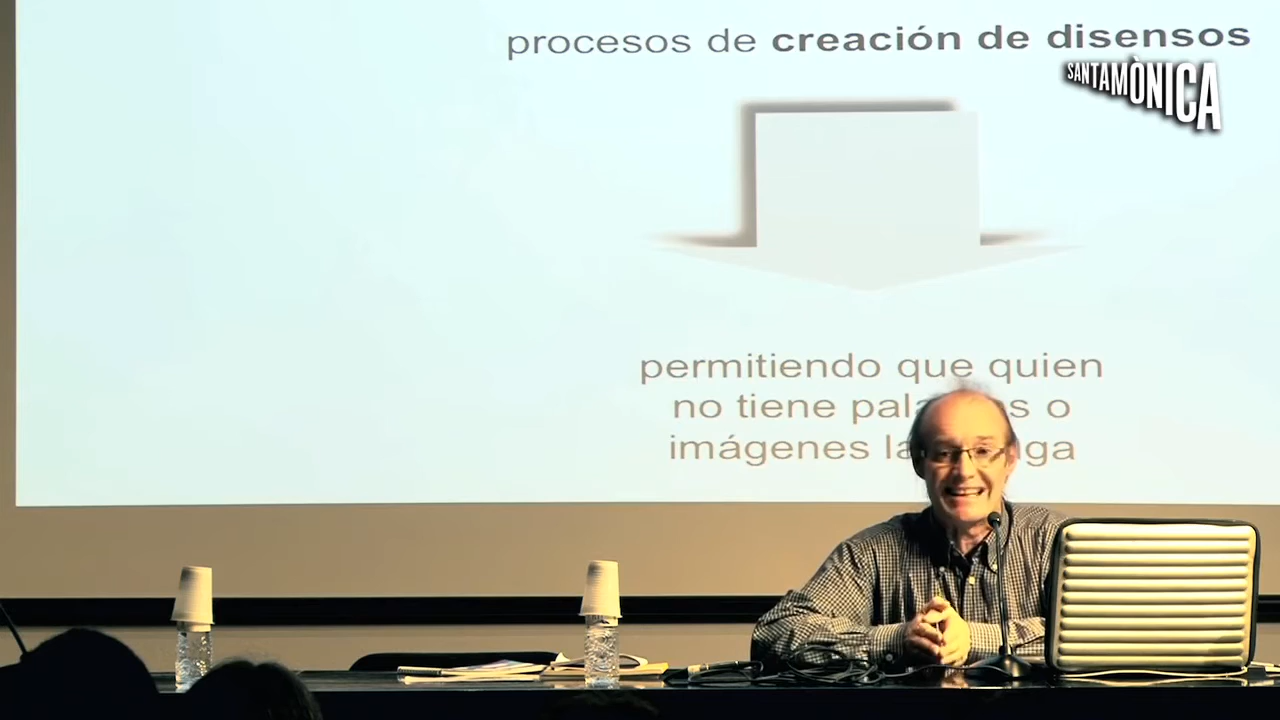 procesos de creación de disensos
SANTAMÒNICA
permitiendo que quien
no tiene o
imágenes